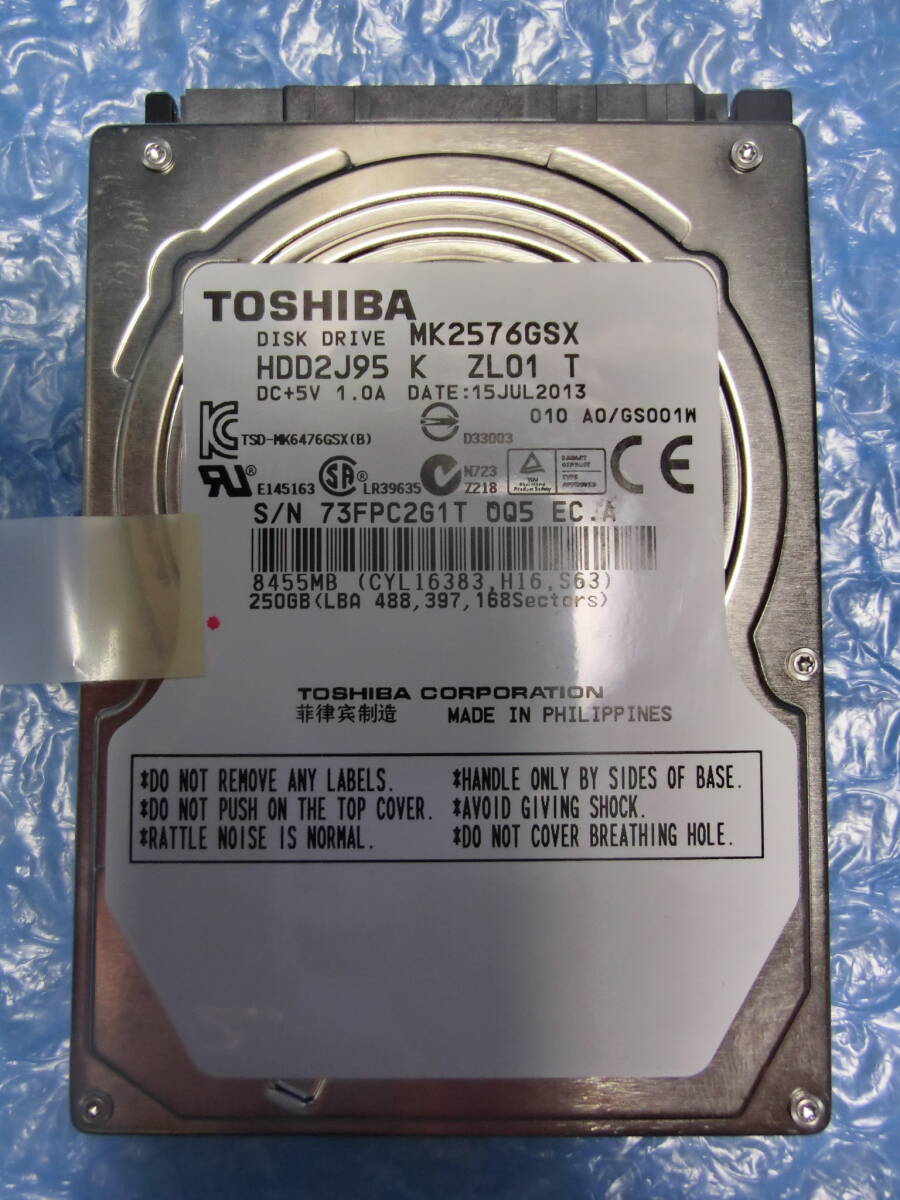 TOSHIBA
DISK DRIVE MK2576GSX
HDD2J95 K ZL01 T
DC+5V 1.0A DATE:15JUL2013
010 A0/GS001W
TSD-MK6476GSX(B)
D33003
E145163
SA
LR39635
N723
Z218
CE
S/N 73FPC2G1T 0Q5 EC.A
8455MB (CYL16383,H16,S63)
250GB(LBA 488,397,168Sectors)
TOSHIBA CORPORATION
菲律宾制造 MADE IN PHILIPPINES
*DO NOT REMOVE ANY LABELS. *HANDLE ONLY BY SIDES OF BASE.
*DO NOT PUSH ON THE TOP COVER. *AVOID GIVING SHOCK.
*RATTLE NOISE IS NORMAL. *DO NOT COVER BREATHING HOLE.